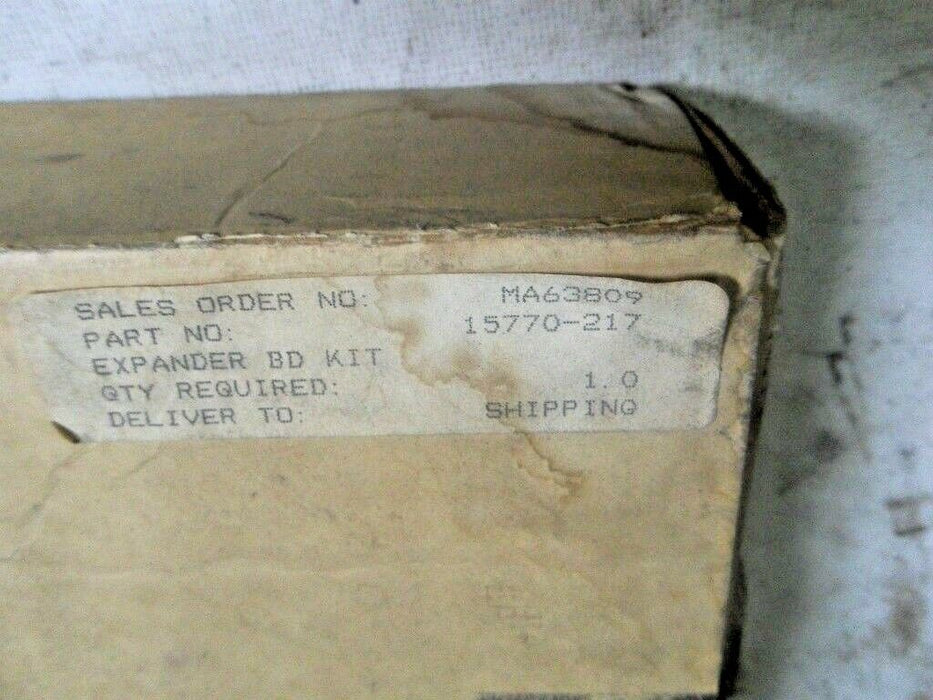 SALES ORDER NO: MA63809
PART NO: 15770-217
EXPANDER BD KIT
QTY REQUIRED: 1.0
DELIVER TO: SHIPPING